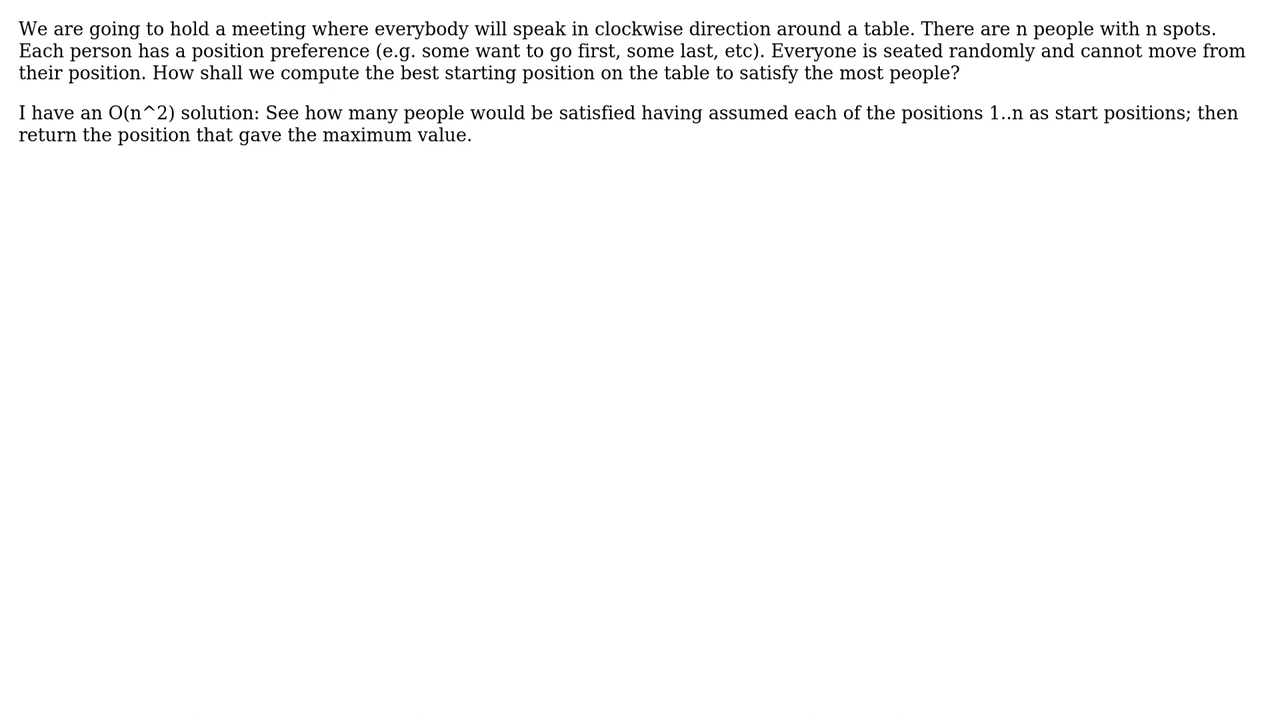 We are going to hold a meeting where everybody will speak in clockwise direction around a table. There are n people with n spots.
Each person has a position preference (e.g. some want to go first, some last, etc). Everyone is seated randomly and cannot move from
their position. How shall we compute the best starting position on the table to satisfy the most people?
I have an O(n^2) solution: See how many people would be satisfied having assumed each of the positions 1..n as start positions; then
return the position that gave the maximum value.